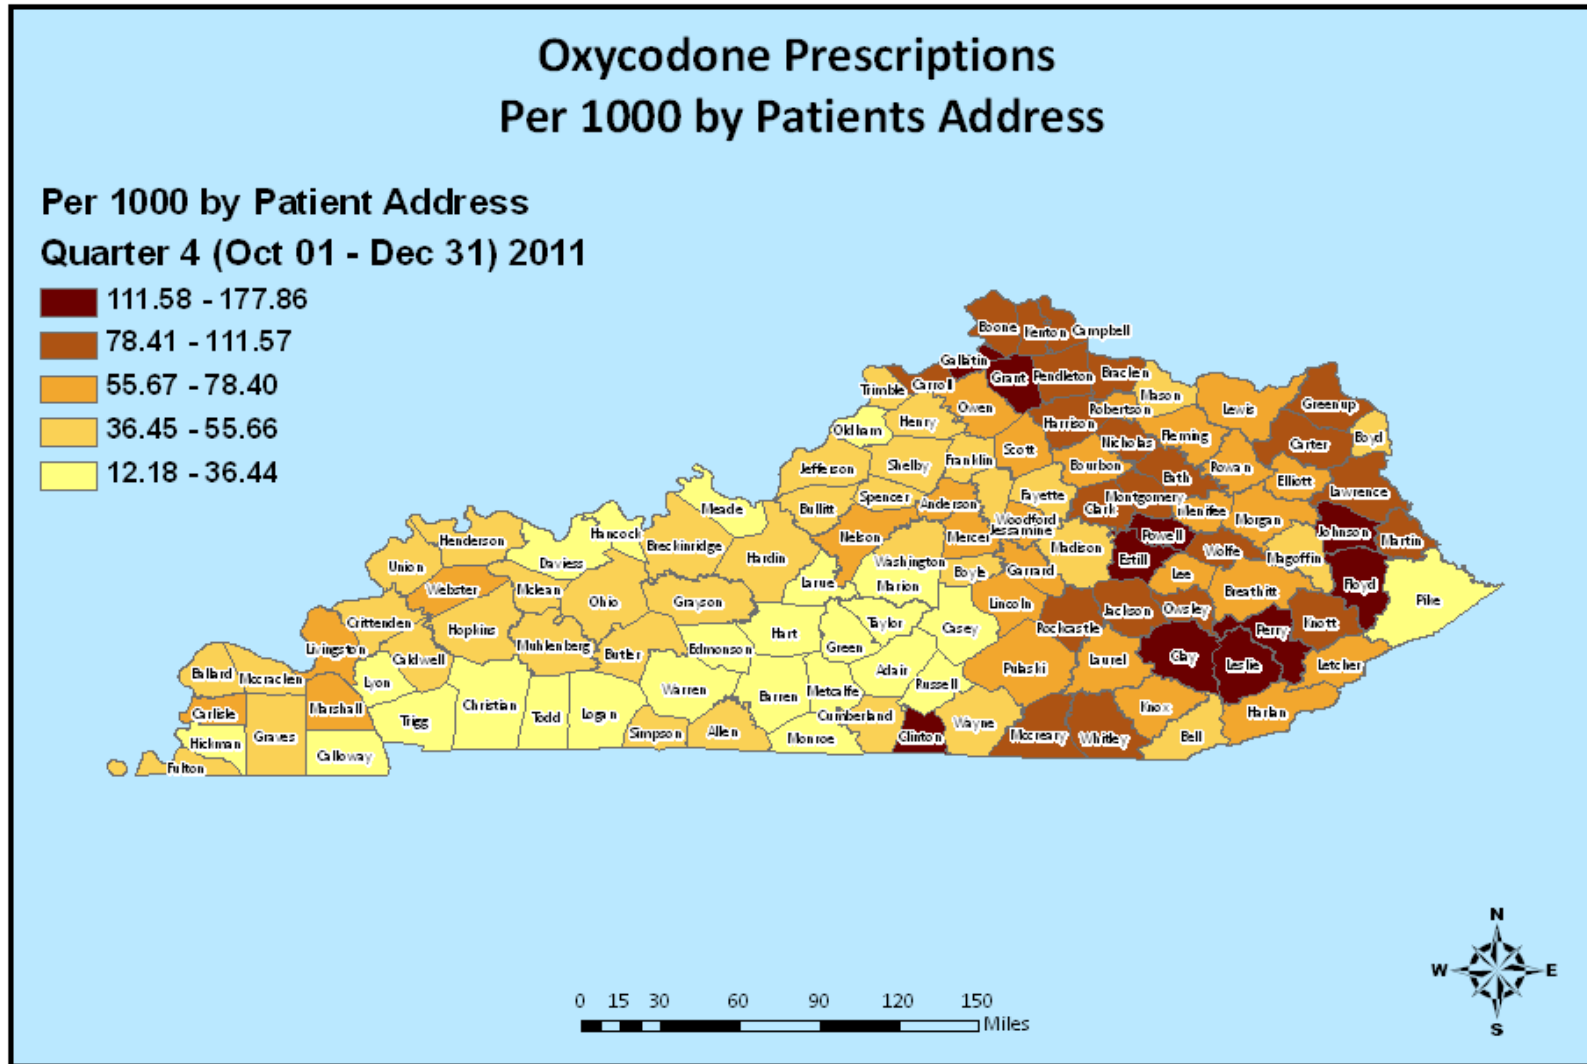 Oxycodone Prescriptions
Per 1000 by Patients Address
Per 1000 by Patient Address
Quarter 4 (Oct 01 - Dec 31) 2011
111.58 - 177.86
78.41 - 111.57
55.67 - 78.40
36.45 - 55.66
12.18 - 36.44
Boone
Kenton
Campbell
Gallatin
Grant
Pendleton
Bracken
Trimble
Carroll
Owen
Mason
Robertson
Lewis
Greenup
Henry
Harrison
Oldham
Nicholas
Fleming
Carter
Boyd
Scott
Jefferson
Shelby
Franklin
Bourbon
Rowan
Bath
Elliott
Lawrence
Spencer
Fayette
Montgomery
Meade
Bullitt
Anderson
Clark
Menifee
Morgan
Woodford
Jessamine
Johnson
Martin
Hancock
Henderson
Breckinridge
Nelson
Mercer
Madison
Powell
Wolfe
Magoffin
Daviess
Hardin
Washington
Estill
Union
Boyle
Garrard
Lee
Floyd
Webster
Mclean
Ohio
Grayson
Larue
Marion
Lincoln
Breathitt
Pike
Crittenden
Hopkins
Taylor
Casey
Jackson
Owsley
Rockcastle
Perry
Knott
Livingston
Muhlenberg
Butler
Edmonson
Hart
Green
Caldwell
Pulaski
Laurel
Clay
Leslie
Letcher
Ballard
Mccracken
Lyon
Warren
Barren
Metcalfe
Adair
Russell
Carlisle
Marshall
Trigg
Christian
Todd
Logan
Cumberland
Knox
Harlan
Hickman
Graves
Simpson
Allen
Monroe
Clinton
Wayne
Mccreary
Whitley
Bell
Fulton
Calloway
N
W
E
S
0 15 30 60 90 120 150
Miles